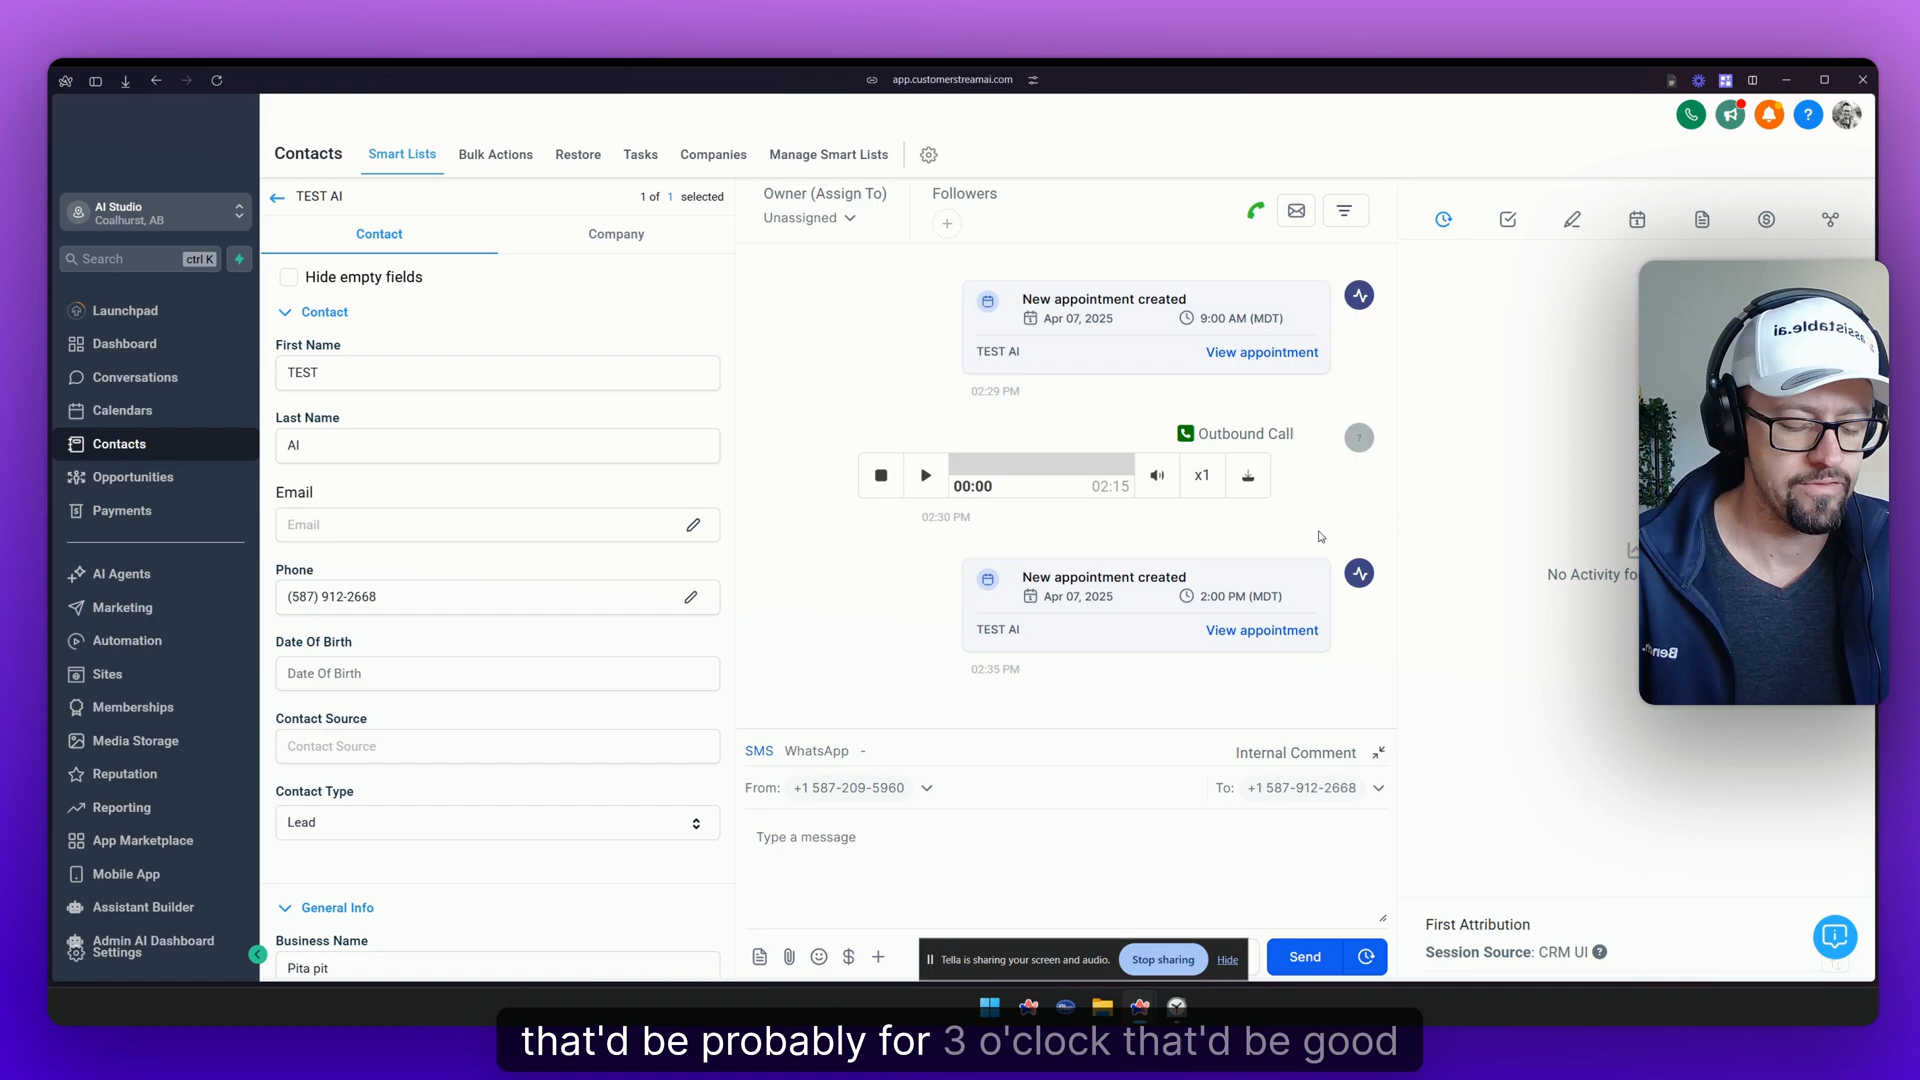 app.customerstreamai.com
Contacts
Smart Lists
Bulk Actions
Restore
Tasks
Companies
Manage Smart Lists
AI Studio
Coalhurst, AB
Search
ctrl K
Launchpad
Dashboard
Conversations
Calendars
Contacts
Opportunities
Payments
AI Agents
Marketing
Automation
Sites
Memberships
Media Storage
Reputation
Reporting
App Marketplace
Mobile App
Assistant Builder
Admin AI Dashboard
Settings
TEST AI
1 of 1 selected
Contact
Company
Hide empty fields
Contact
First Name
TEST
Last Name
AI
Email
Email
Phone
(587) 912-2668
Date Of Birth
Date Of Birth
Contact Source
Contact Source
Contact Type
Lead
General Info
Business Name
Pita pit
Owner (Assign To)
Unassigned
Followers
New appointment created
Apr 07, 2025
9:00 AM (MDT)
TEST AI
View appointment
02:29 PM
Outbound Call
00:00
02:15
x1
02:30 PM
New appointment created
Apr 07, 2025
2:00 PM (MDT)
TEST AI
View appointment
02:35 PM
SMS
WhatsApp
-
Internal Comment
From: +1 587-209-5960
To: +1 587-912-2668
Type a message
Tella is sharing your screen and audio.
Stop sharing
Hide
Send
No Activity fo
assistable.ai
First Attribution
Session Source: CRM UI
that'd be probably for 3 o'clock that'd be good